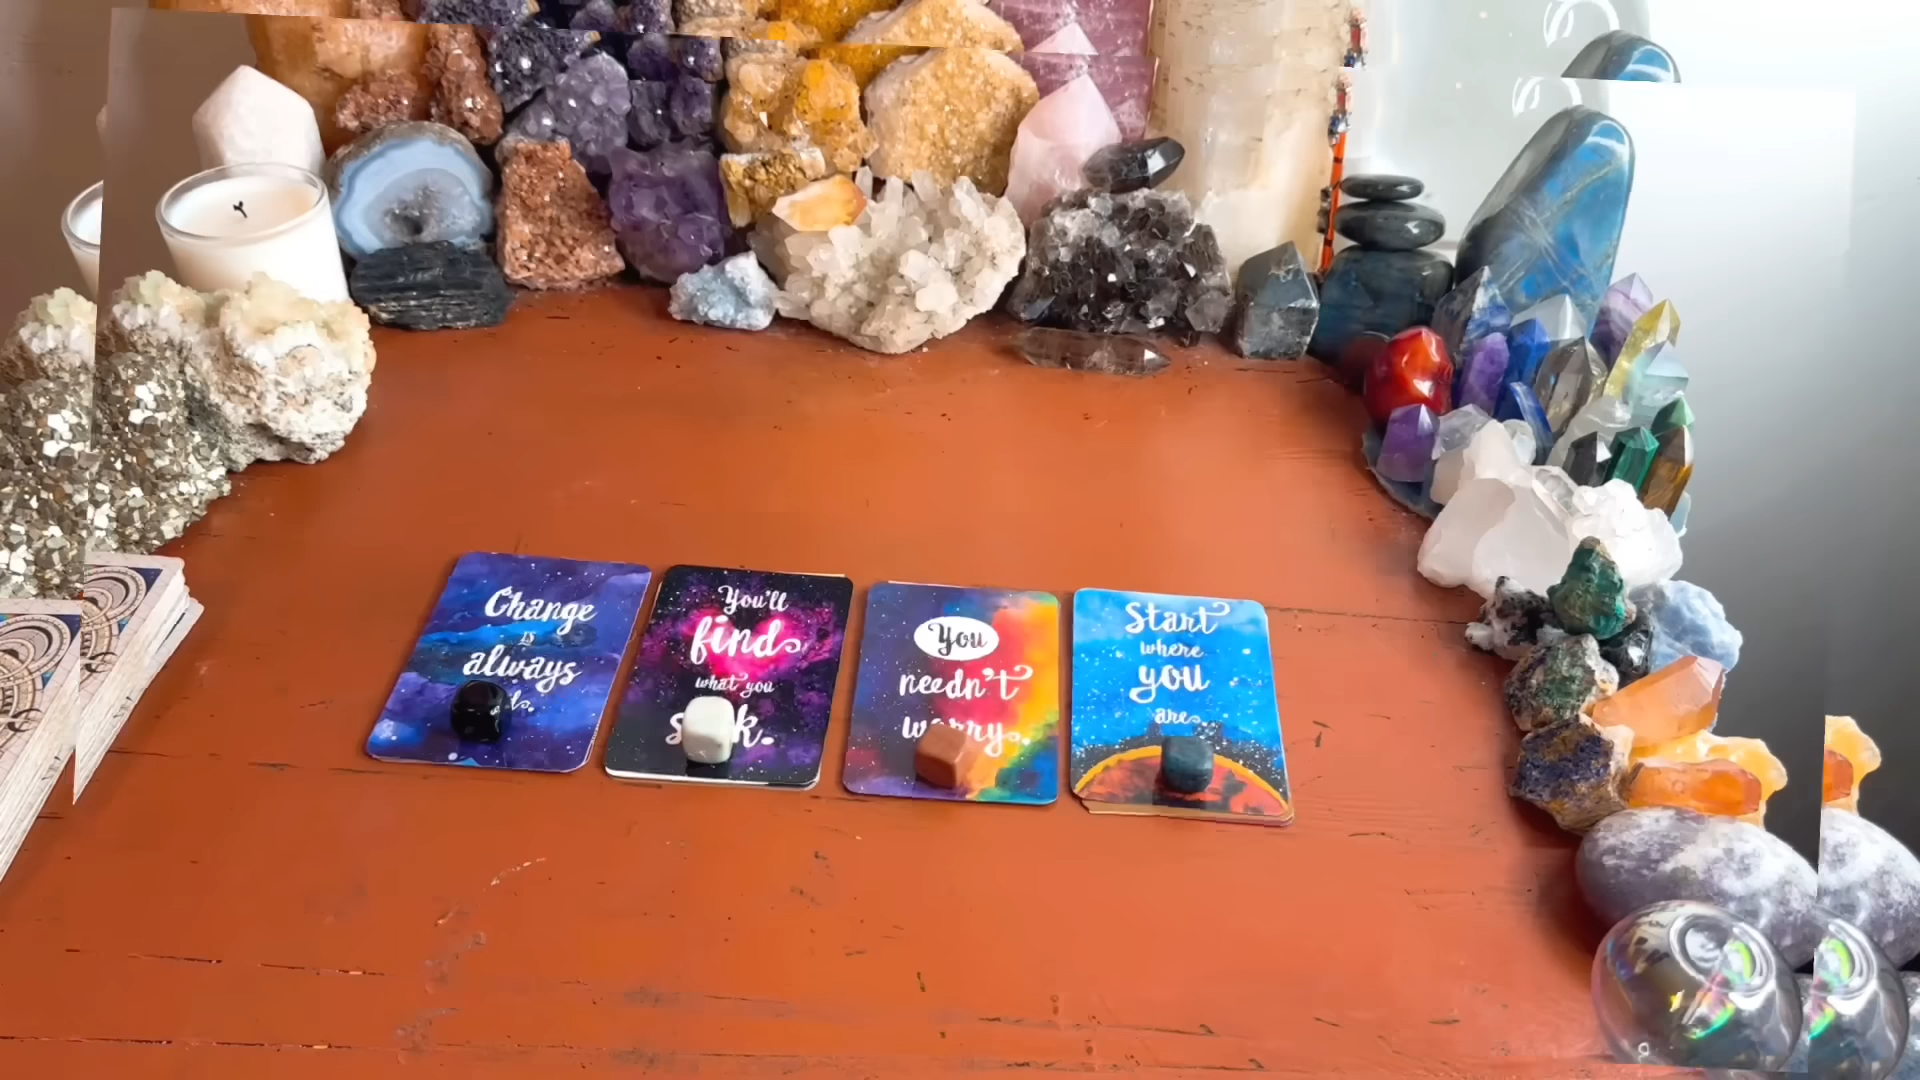 Change
is
always
You'll
find
what you
You
needn't
Start
where
you
are